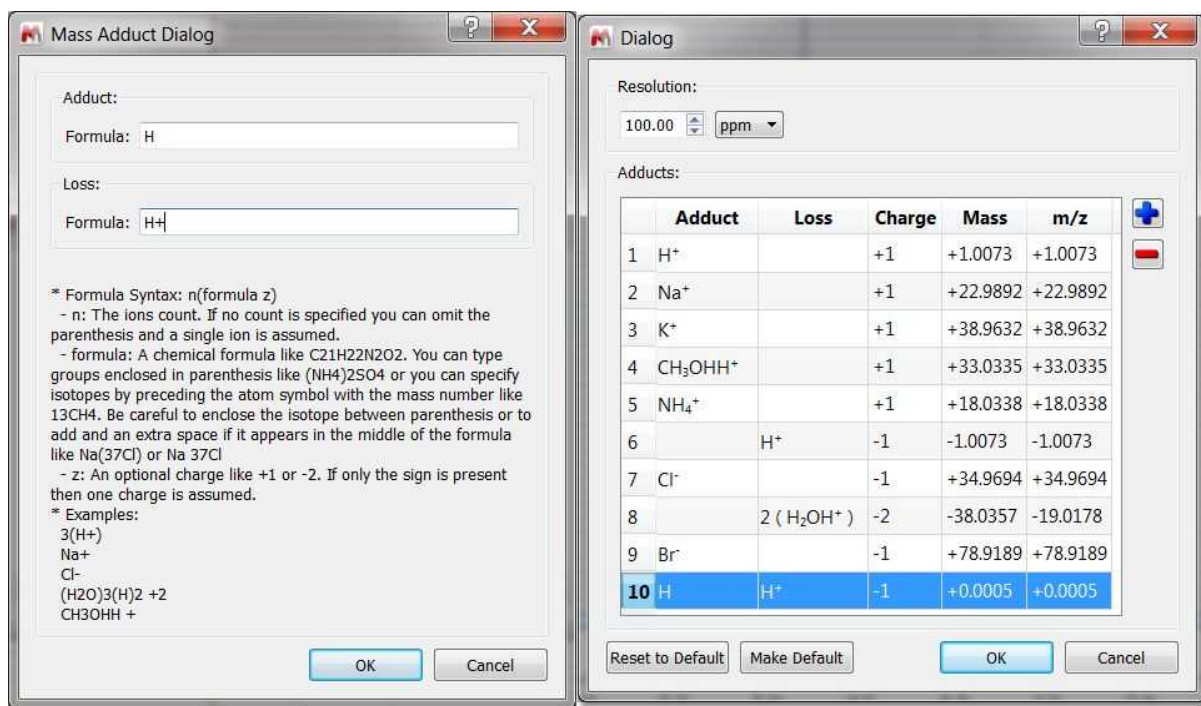 Mass Adduct Dialog
Adduct:
Formula: H
Loss:
Formula: H+
* Formula Syntax: n(formula z)
- n: The ions count. If no count is specified you can omit the
parenthesis and a single ion is assumed.
- formula: A chemical formula like C21H22N2O2. You can type
groups enclosed in parenthesis like (NH4)2SO4 or you can specify
isotopes by preceding the atom symbol with the mass number like
13CH4. Be careful to enclose the isotope between parenthesis or to
add and an extra space if it appears in the middle of the formula
like Na(37Cl) or Na 37Cl
- z: An optional charge like +1 or -2. If only the sign is present
then one charge is assumed.
* Examples:
3(H+)
Na+
Cl-
(H2O)3(H)2 +2
CH3OHH +
OK Cancel
Dialog
Resolution:
100.00 ppm
Adducts:
Adduct Loss Charge Mass m/z
1 H⁺ +1 +1.0073 +1.0073
2 Na⁺ +1 +22.9892 +22.9892
3 K⁺ +1 +38.9632 +38.9632
4 CH₃OHH⁺ +1 +33.0335 +33.0335
5 NH₄⁺ +1 +18.0338 +18.0338
6 H⁺ -1 -1.0073 -1.0073
7 Cl⁻ -1 +34.9694 +34.9694
8 2 ( H₂OH⁺ ) -2 -38.0357 -19.0178
9 Br⁻ -1 +78.9189 +78.9189
10 H H⁺ -1 +0.0005 +0.0005
Reset to Default Make Default OK Cancel